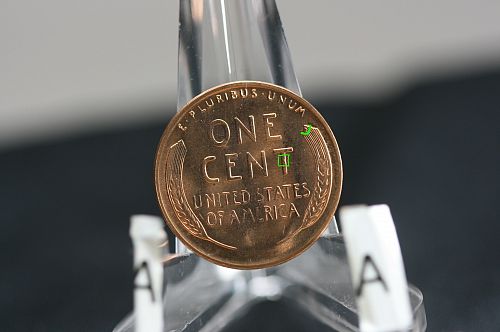 E·PLURIBUS·UNUM
ONE
CENT
UNITED STATES
OF AMERICA
A A